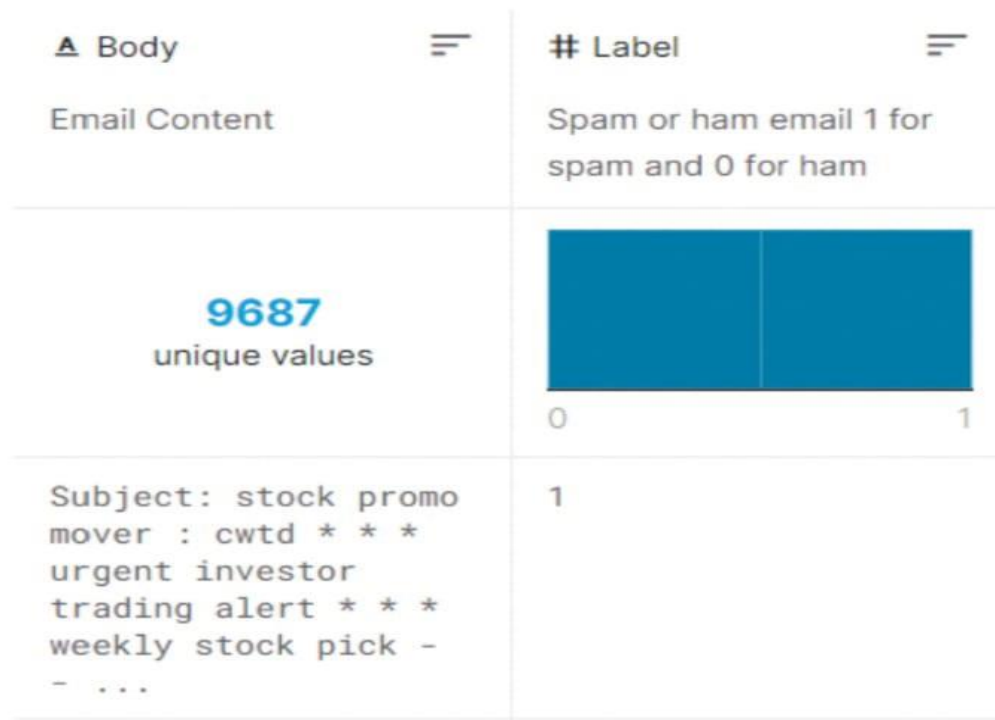 A Body
# Label
Email Content
Spam or ham email 1 for
spam and 0 for ham
9687
unique values
0
1
Subject: stock promo
mover : cwtd * * *
urgent investor
trading alert * * *
weekly stock pick -
- ...
1